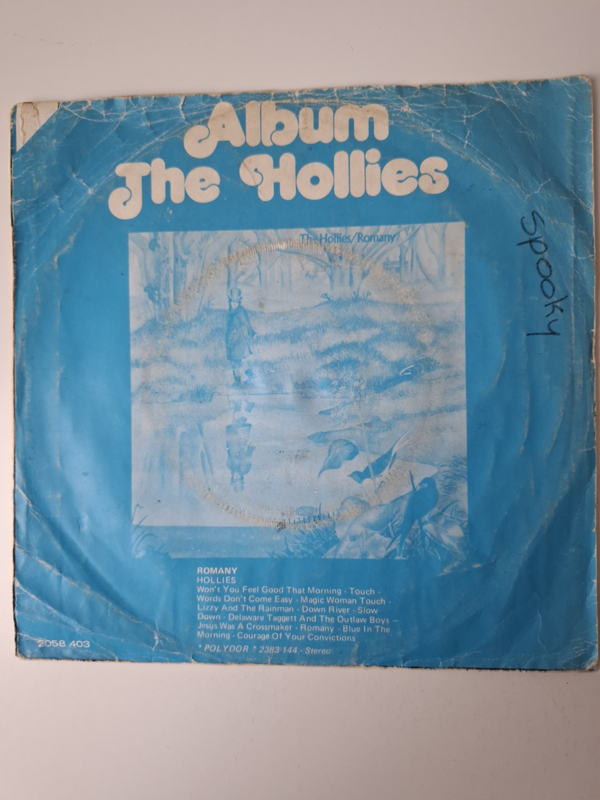 Album
The Hollies
The Hollies/Romany
spooky
ROMANY
HOLLIES
Won't You Feel Good That Morning - Touch -
Words Don't Come Easy - Magic Woman Touch -
Lizzy And The Rainman - Down River - Slow
Down - Delaware Taggett And The Outlaw Boys -
Jesus Was A Crossmaker - Romany - Blue In The
Morning - Courage Of Your Convictions
* POLYDOR * 2383 144 - Stereo
2058 403